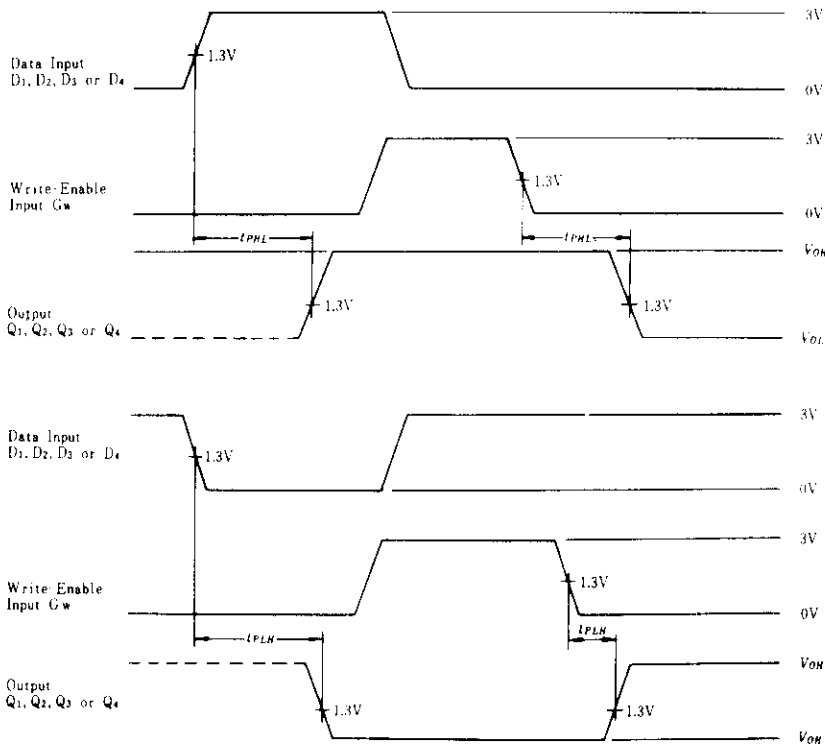 3V
Data Input
D₁, D₂, D₃ or D₄
1.3V
0V
3V
Write-Enable
Input Gw
1.3V
0V
tPHL
tPHL
VOH
Output
Q₁, Q₂, Q₃ or Q₄
1.3V
1.3V
VOL
3V
Data Input
D₁, D₂, D₃ or D₄
1.3V
0V
3V
Write-Enable
Input Gw
1.3V
0V
tPLH
tPLH
VOH
Output
Q₁, Q₂, Q₃ or Q₄
1.3V
1.3V
VOH